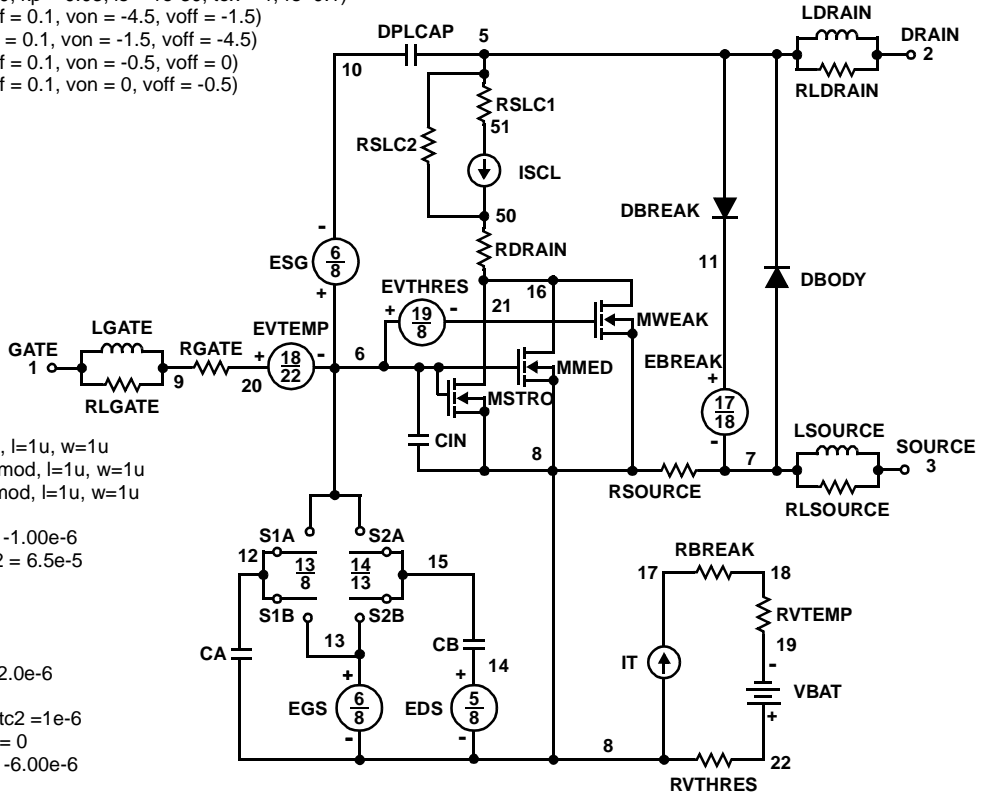 f = 0.1, von = -4.5, voff = -1.5)
= 0.1, von = -1.5, voff = -4.5)
f = 0.1, von = -0.5, voff = 0)
f = 0.1, von = 0, voff = -0.5)
LDRAIN
DPLCAP
5
DRAIN
2
10
RLDRAIN
RSLC1
51
RSLC2
ISCL
50
DBREAK
RDRAIN
-
ESG
6
8
+
11
DBODY
EVTHRES
16
21
+
19
8
-
MWEAK
LGATE
EVTEMP
GATE
1
RGATE
+
18
22
-
6
EBREAK
MMED
9
20
+
RLGATE
MSTRO
17
18
-
CIN
LSOURCE
8
7
SOURCE
3
RSOURCE
RLSOURCE
, l=1u, w=1u
mod, l=1u, w=1u
mod, l=1u, w=1u
-1.00e-6
2 = 6.5e-5
S1A
S2A
12
13
8
14
13
15
S1B
S2B
13
CA
CB
14
+
+
EGS
6
8
EDS
5
8
-
-
RBREAK
17
18
RVTEMP
19
IT
-
VBAT
+
8
22
RVTHRES
2.0e-6
tc2 =1e-6
= 0
-6.00e-6